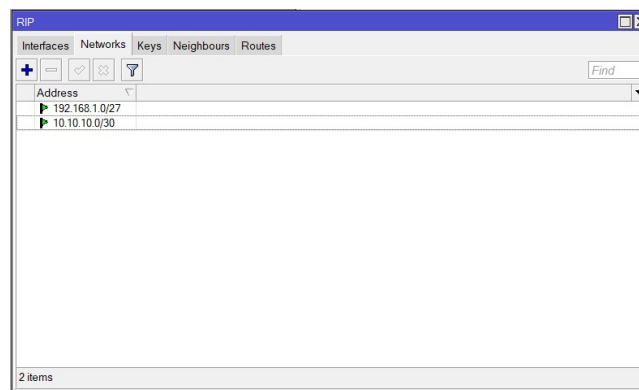 RIP
Interfaces Networks Keys Neighbours Routes
Find
Address
192.168.1.0/27
10.10.10.0/30
2 items